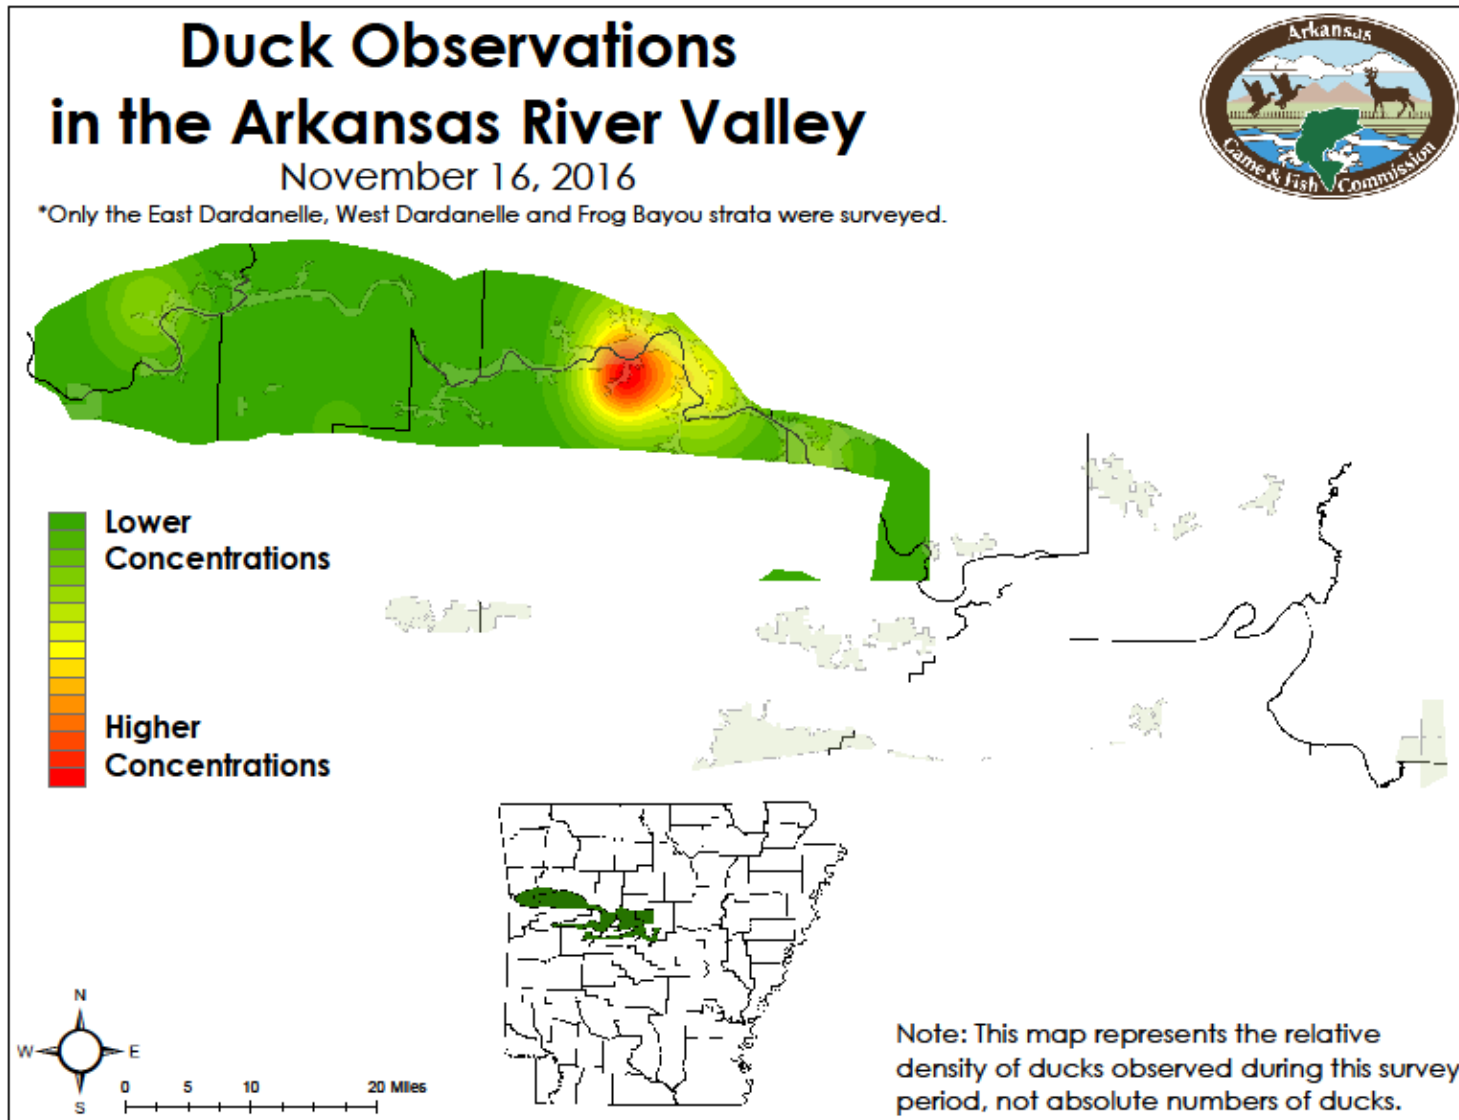 Duck Observations
in the Arkansas River Valley
November 16, 2016
*Only the East Dardanelle, West Dardanelle and Frog Bayou strata were surveyed.
Arkansas
Game & Fish Commission
Lower
Concentrations
Higher
Concentrations
N
W E
S
0 5 10 20 Miles
Note: This map represents the relative
density of ducks observed during this survey
period, not absolute numbers of ducks.